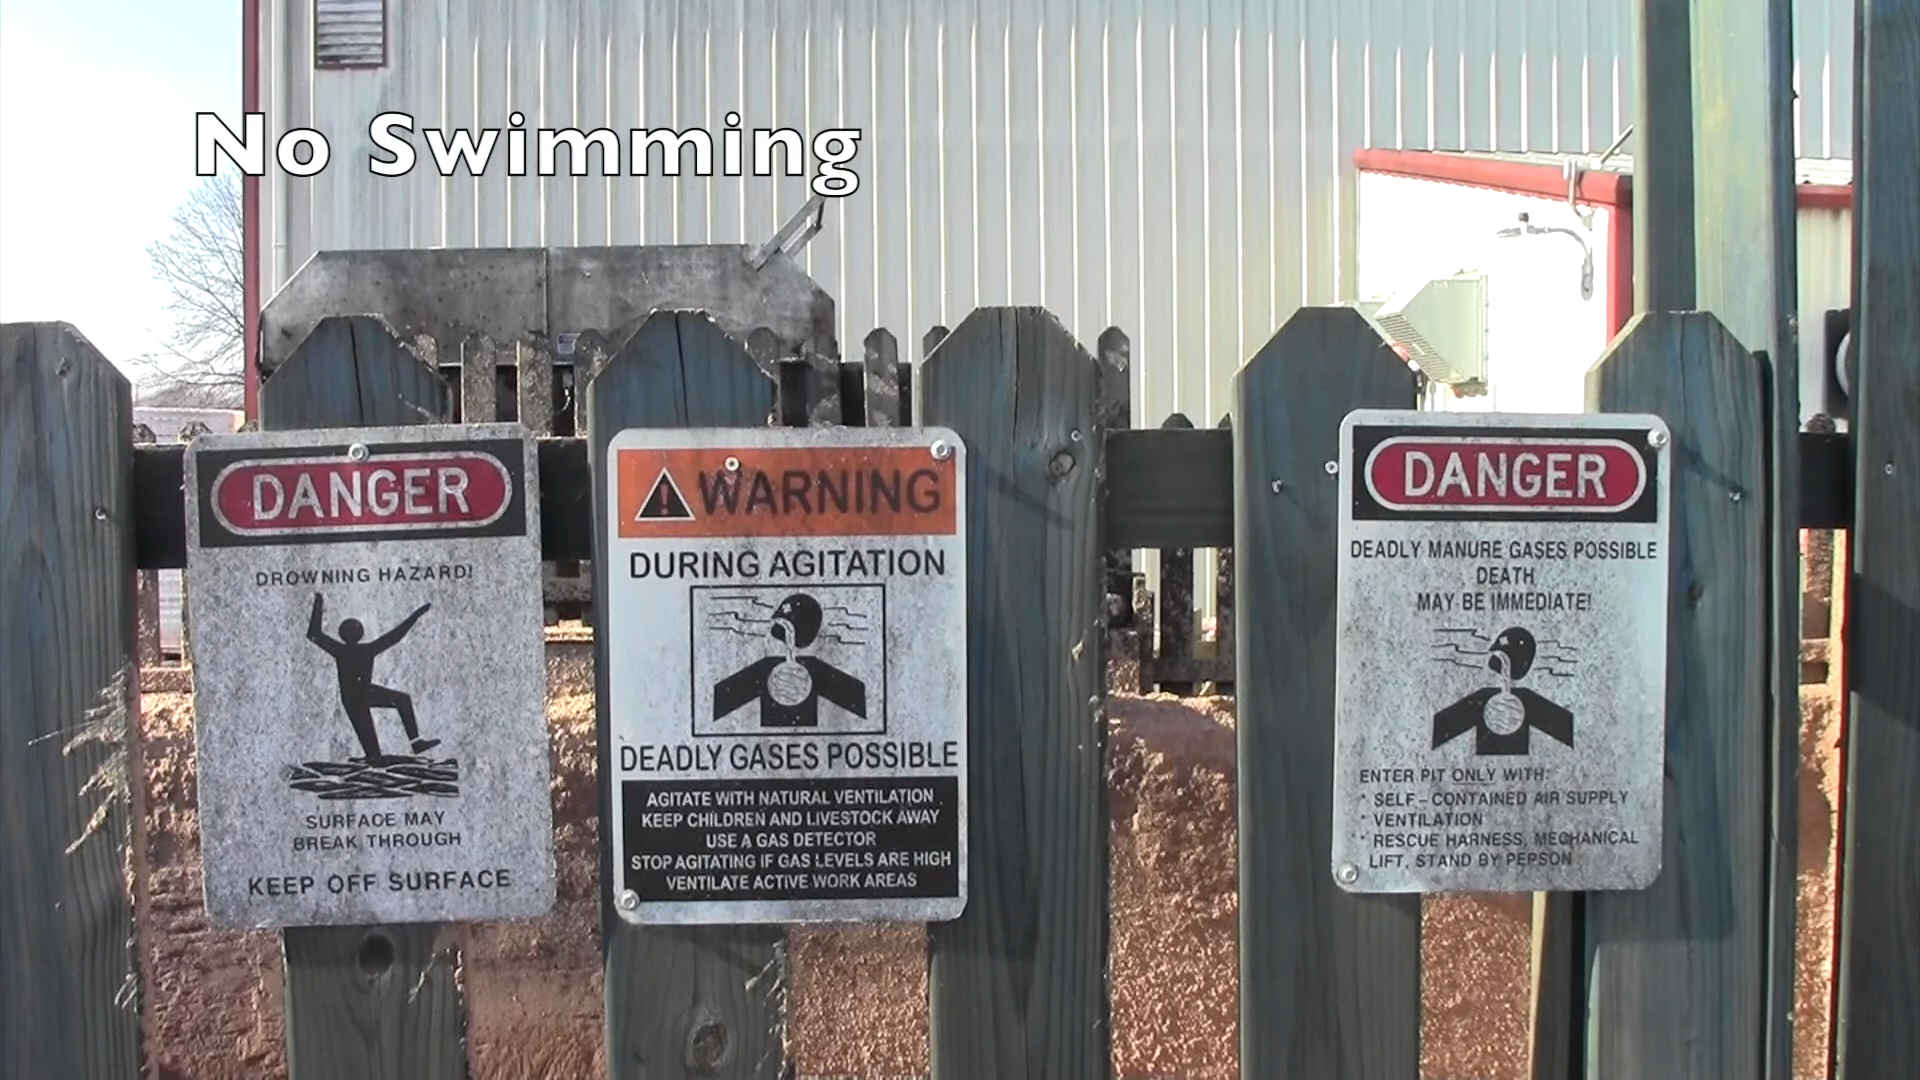 No Swimming
DANGER
DROWNING HAZARD!
SURFACE MAY
BREAK THROUGH
KEEP OFF SURFACE
WARNING
DURING AGITATION
DEADLY GASES POSSIBLE
AGITATE WITH NATURAL VENTILATION
KEEP CHILDREN AND LIVESTOCK AWAY
USE A GAS DETECTOR
STOP AGITATING IF GAS LEVELS ARE HIGH
VENTILATE ACTIVE WORK AREAS
DANGER
DEADLY MANURE GASES POSSIBLE
DEATH
MAY BE IMMEDIATE!
ENTER PIT ONLY WITH:
* SELF-CONTAINED AIR SUPPLY
* VENTILATION
* RESCUE HARNESS, MECHANICAL
LIFT, STAND BY PERSON